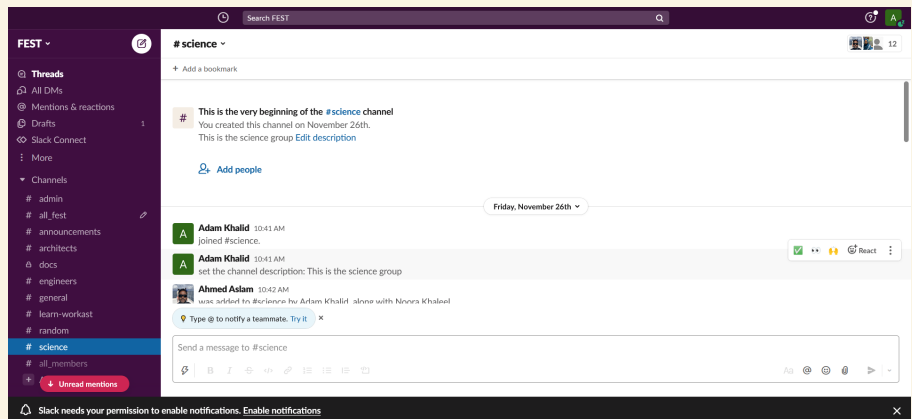 Search FEST
A
FEST
# science
12
+ Add a bookmark
Threads
All DMs
@ Mentions & reactions
Drafts 1
Slack Connect
More
Channels
# admin
# all_fest
# announcements
# architects
docs
# engineers
# general
# learn-workast
# random
# science
# all_members
+
Unread mentions
#
This is the very beginning of the #science channel
You created this channel on November 26th.
This is the science group Edit description
Add people
Friday, November 26th
A
Adam Khalid 10:41 AM
joined #science.
React
A
Adam Khalid 10:41 AM
set the channel description: This is the science group
Ahmed Aslam 10:42 AM
was added to #science by Adam Khalid, along with Noora Khaleel
Type @ to notify a teammate. Try it ×
Send a message to #science
B I S </> Aa @
Slack needs your permission to enable notifications. Enable notifications ×